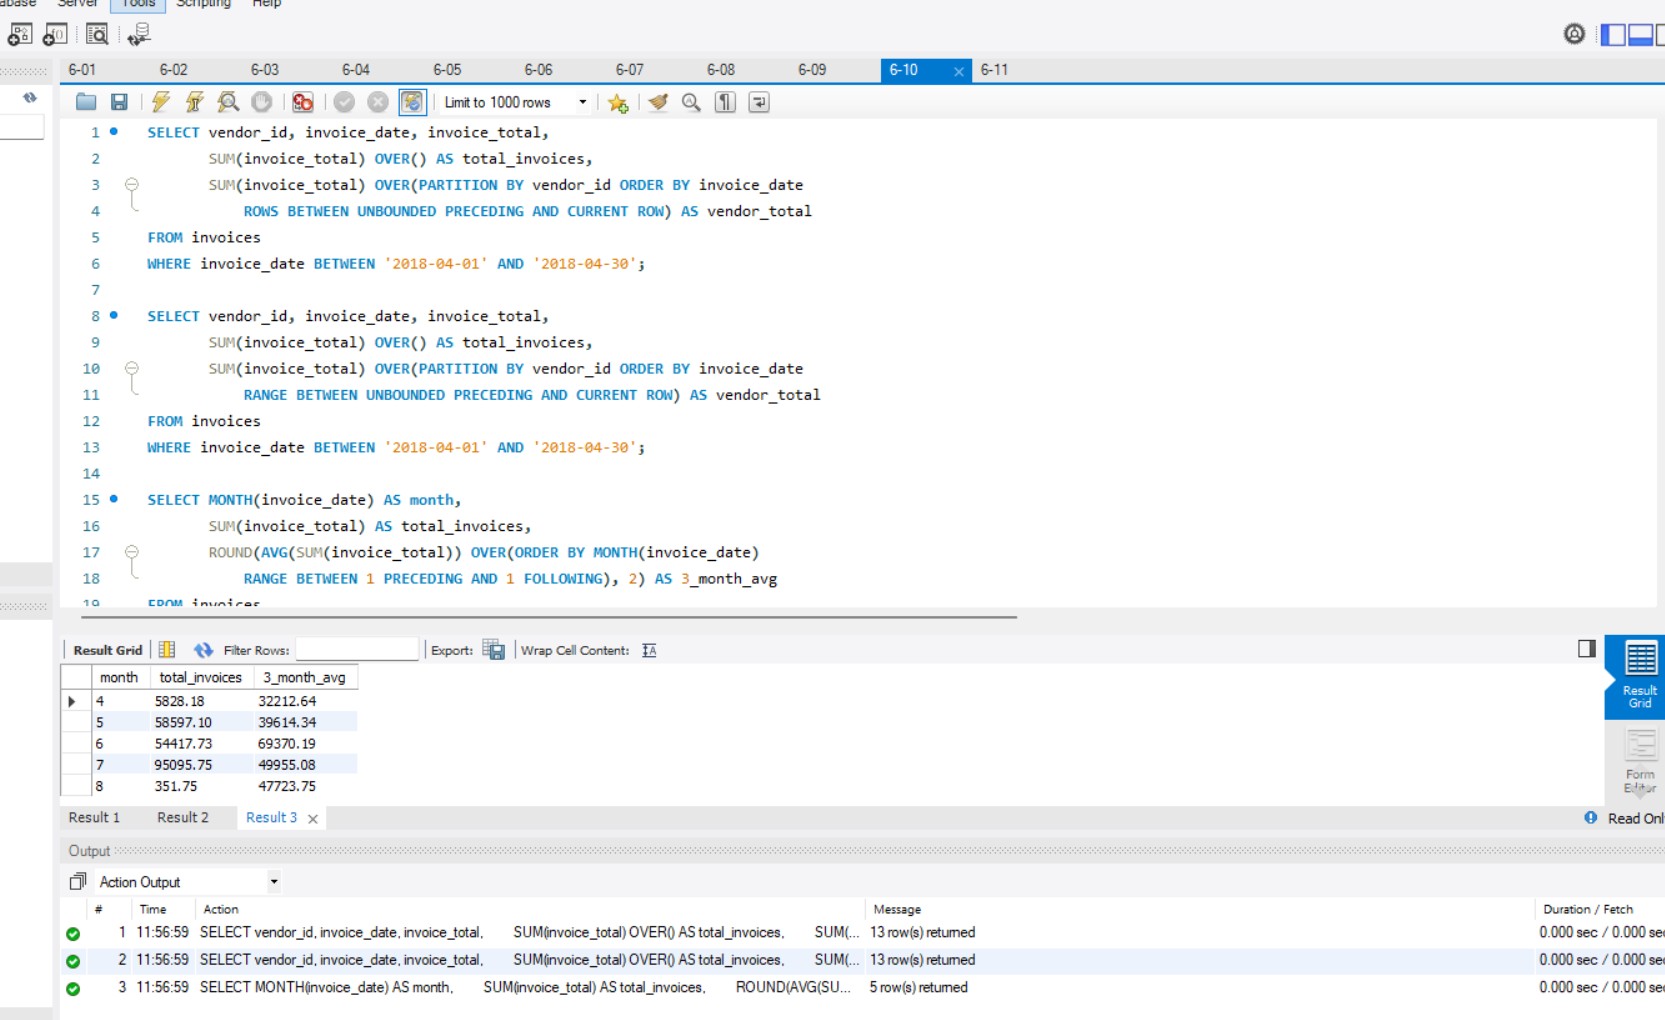 abase Server Tools Scripting Help
6-01 6-02 6-03 6-04 6-05 6-06 6-07 6-08 6-09 6-10 6-11
Limit to 1000 rows
1 SELECT vendor_id, invoice_date, invoice_total,
2 SUM(invoice_total) OVER() AS total_invoices,
3 SUM(invoice_total) OVER(PARTITION BY vendor_id ORDER BY invoice_date
4 ROWS BETWEEN UNBOUNDED PRECEDING AND CURRENT ROW) AS vendor_total
5 FROM invoices
6 WHERE invoice_date BETWEEN '2018-04-01' AND '2018-04-30';
7
8 SELECT vendor_id, invoice_date, invoice_total,
9 SUM(invoice_total) OVER() AS total_invoices,
10 SUM(invoice_total) OVER(PARTITION BY vendor_id ORDER BY invoice_date
11 RANGE BETWEEN UNBOUNDED PRECEDING AND CURRENT ROW) AS vendor_total
12 FROM invoices
13 WHERE invoice_date BETWEEN '2018-04-01' AND '2018-04-30';
14
15 SELECT MONTH(invoice_date) AS month,
16 SUM(invoice_total) AS total_invoices,
17 ROUND(AVG(SUM(invoice_total)) OVER(ORDER BY MONTH(invoice_date)
18 RANGE BETWEEN 1 PRECEDING AND 1 FOLLOWING), 2) AS 3_month_avg
19 FROM invoices
Result Grid Filter Rows: Export: Wrap Cell Content:
month total_invoices 3_month_avg
4 5828.18 32212.64
5 58597.10 39614.34
6 54417.73 69370.19
7 95095.75 49955.08
8 351.75 47723.75
Result Grid
Form Editor
Result 1 Result 2 Result 3 Read Onl
Output
Action Output
# Time Action Message Duration / Fetch
1 11:56:59 SELECT vendor_id, invoice_date, invoice_total, SUM(invoice_total) OVER() AS total_invoices, SUM(... 13 row(s) returned 0.000 sec / 0.000 sec
2 11:56:59 SELECT vendor_id, invoice_date, invoice_total, SUM(invoice_total) OVER() AS total_invoices, SUM(... 13 row(s) returned 0.000 sec / 0.000 sec
3 11:56:59 SELECT MONTH(invoice_date) AS month, SUM(invoice_total) AS total_invoices, ROUND(AVG(SU... 5 row(s) returned 0.000 sec / 0.000 sec